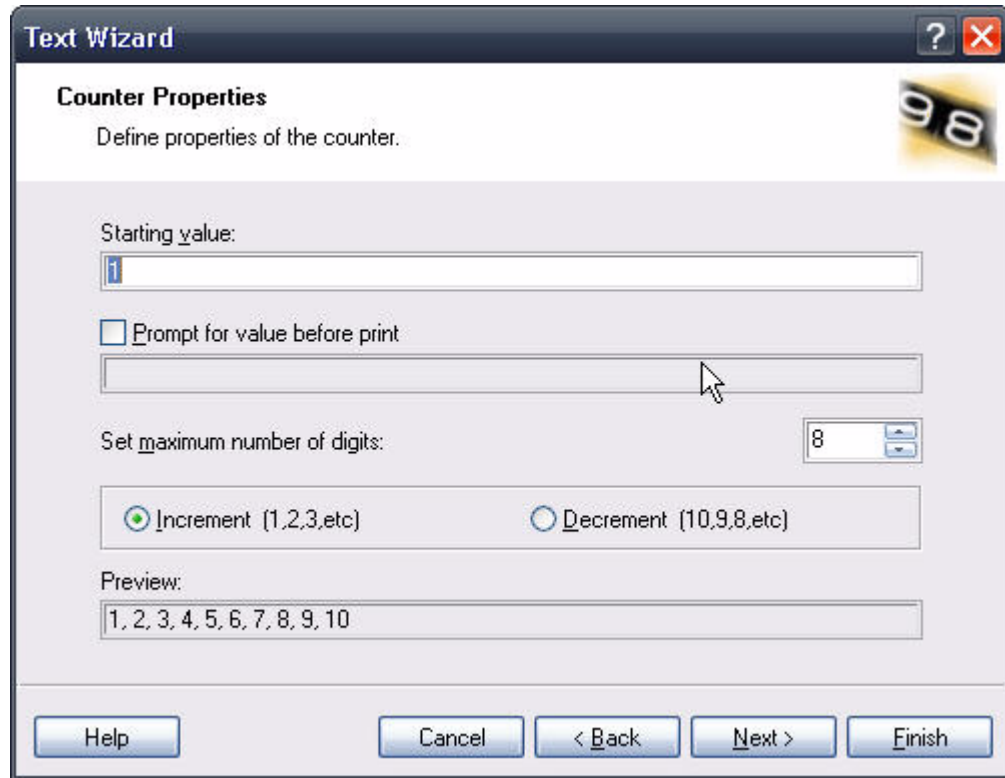 Text Wizard
Counter Properties
Define properties of the counter.
98
Starting value:
1
Prompt for value before print
Set maximum number of digits: 8
Increment (1,2,3,etc) Decrement (10,9,8,etc)
Preview:
1, 2, 3, 4, 5, 6, 7, 8, 9, 10
Help Cancel < Back Next > Finish